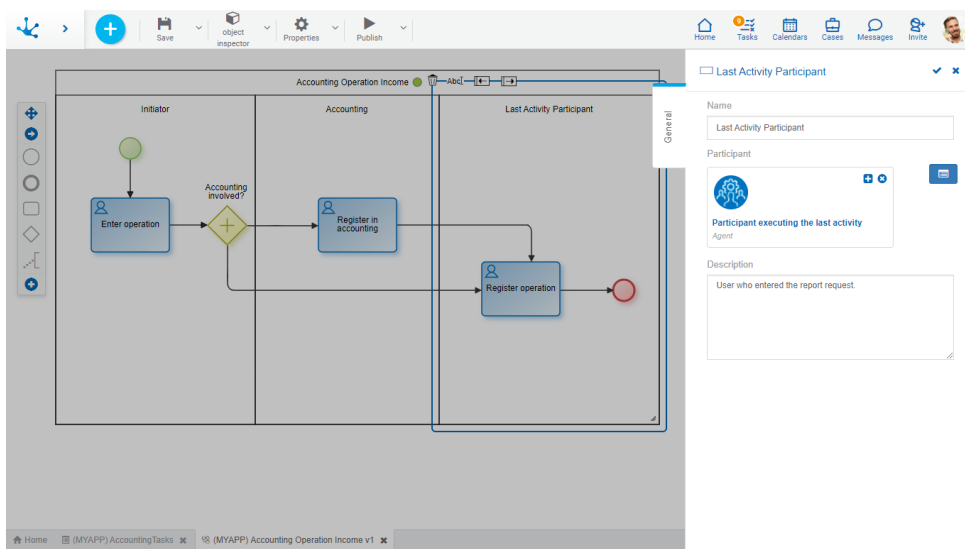 Save
object
inspector
Properties
Publish
Home
9
Tasks
Calendars
Cases
Messages
Invite
Accounting Operation Income
Abc
Initiator
Accounting
Last Activity Participant
Enter operation
Accounting
involved?
Register in
accounting
Register operation
General
Last Activity Participant
Name
Last Activity Participant
Participant
Participant executing the last activity
Agent
Description
User who entered the report request.
Home
(MYAPP) AccountingTasks
(MYAPP) Accounting Operation Income v1